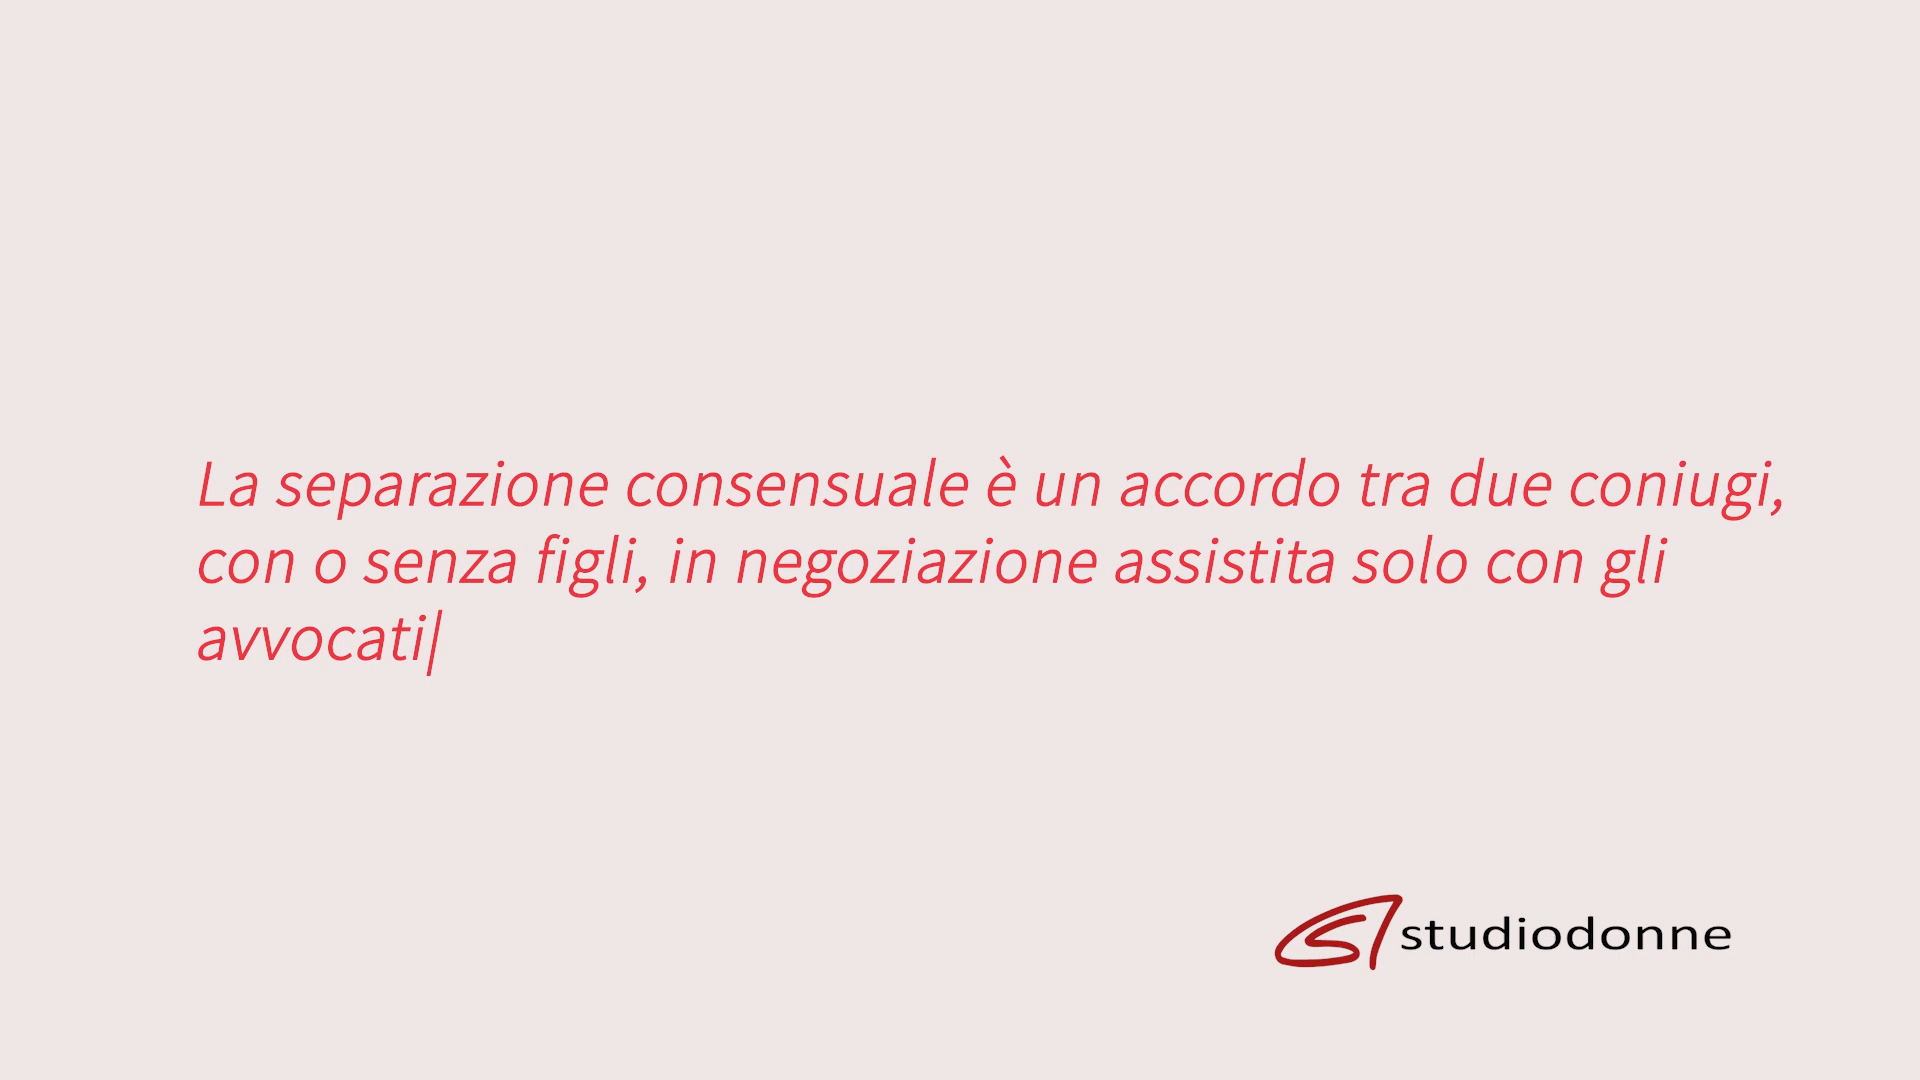 La separazione consensuale è un accordo tra due coniugi,
con o senza figli, in negoziazione assistita solo con gli
avvocati|
studiodonne